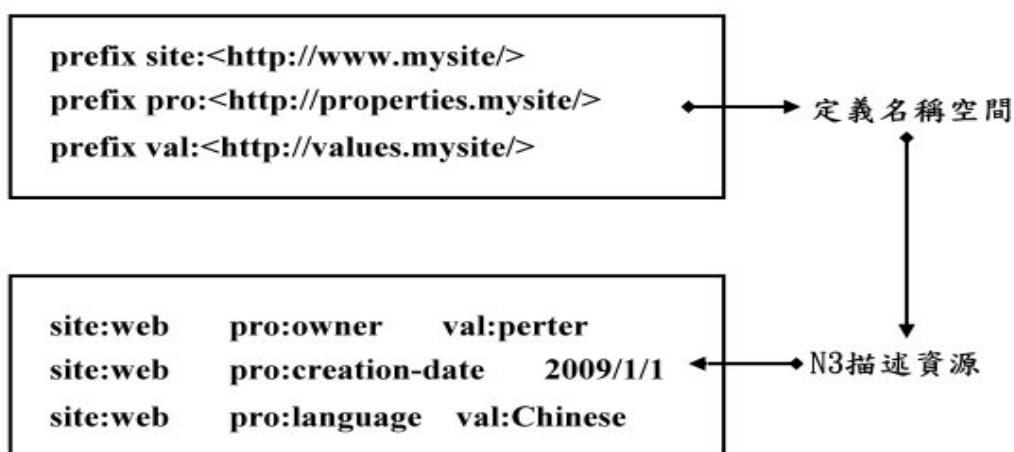 prefix site:<http://www.mysite/>
prefix pro:<http://properties.mysite/>
prefix val:<http://values.mysite/>
定義名稱空間
site:web pro:owner val:perter
site:web pro:creation-date 2009/1/1
site:web pro:language val:Chinese
N3描述資源